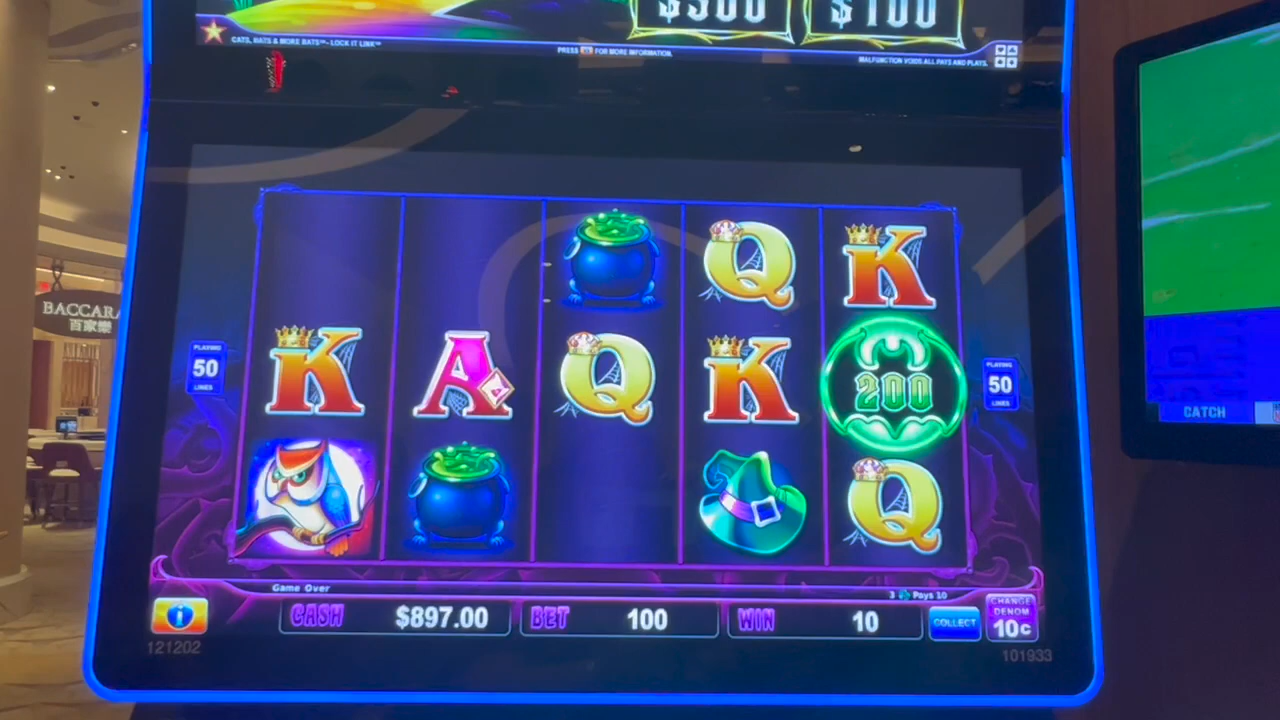 $500 $100
CATS, HATS & MORE BATS™- LOCK IT LINK™
PRESS FOR MORE INFORMATION.
MALFUNCTION VOIDS ALL PAYS AND PLAYS.
BACCARA
百家樂
PLAYING
50
LINES
Q K
K A Q K 200
Q
PLAYING
50
LINES
Game Over
3 Pays 10
CASH $897.00 BET 100 WIN 10 COLLECT
CHANGE
DENOM
10¢
121202
101933
CATCH